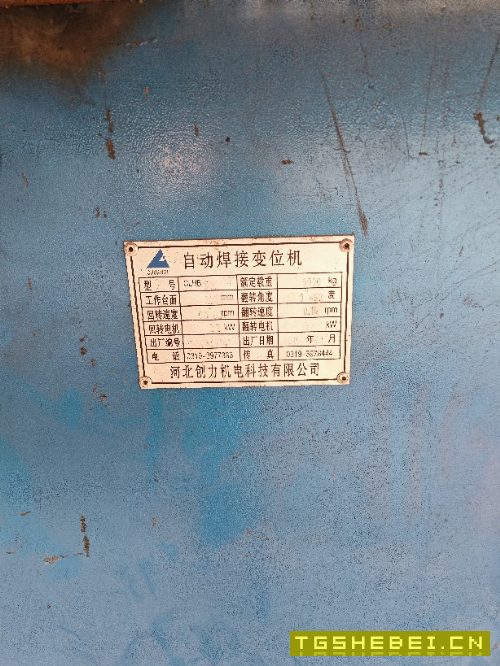 自动焊接变位机
型 号 额定载重 kg
工作台面 mm 翻转角度 度
回转速度 rpm 翻转速度 rpm
回转电机 kW 翻转电机 kW
出厂编号 出厂日期 年 月
电 话 传 真 0319-3978444
河北创力机电科技有限公司
TGSHEBEI.CN